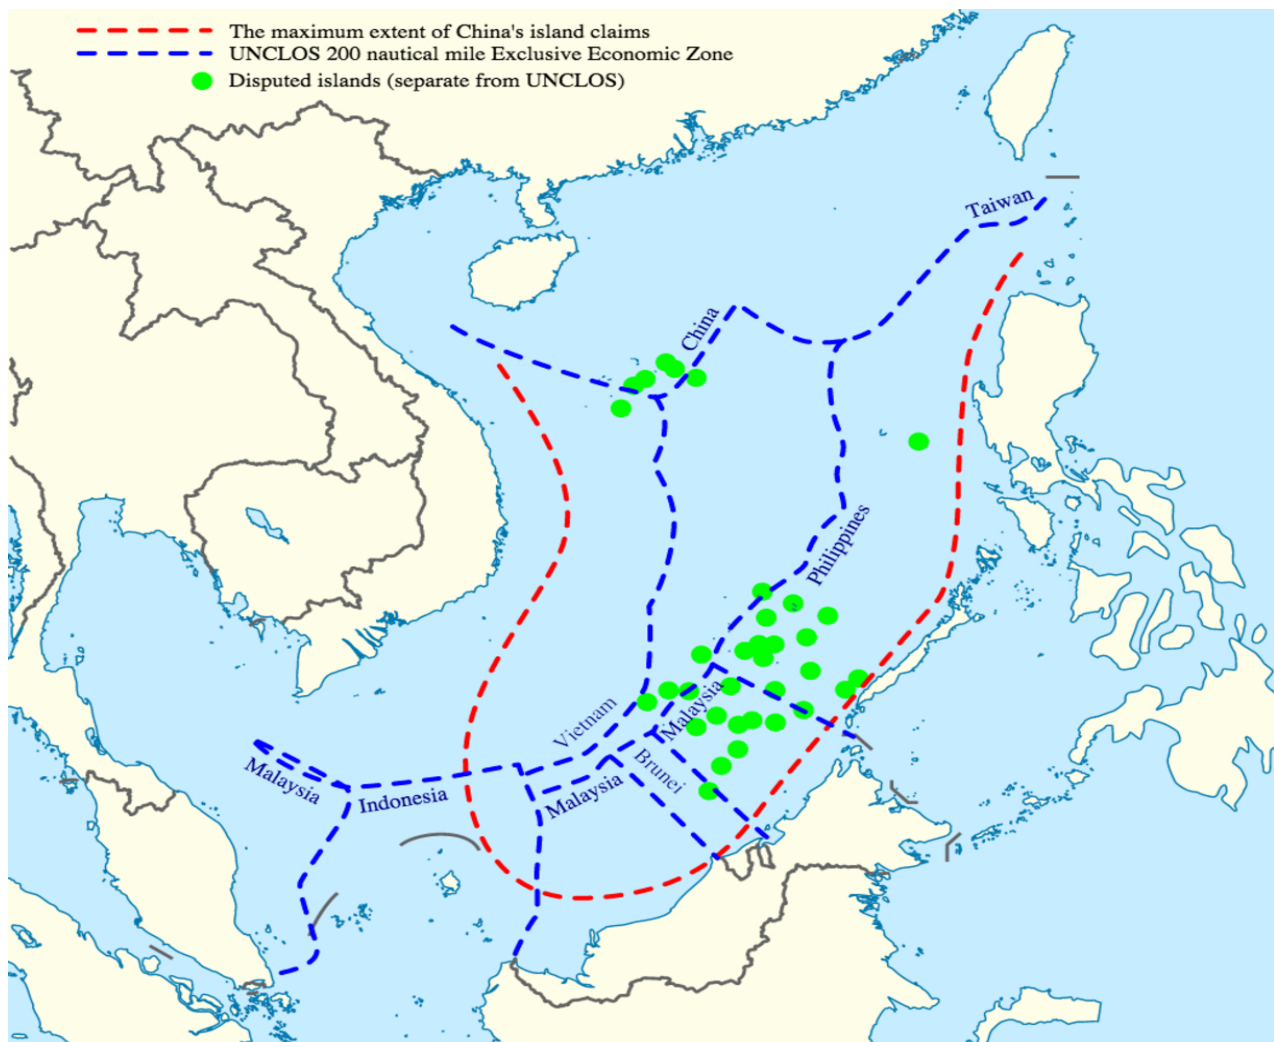 The maximum extent of China's island claims
UNCLOS 200 nautical mile Exclusive Economic Zone
Disputed islands (separate from UNCLOS)
Taiwan
China
Philippines
Malaysia
Vietnam
Brunei
Malaysia
Indonesia
Malaysia